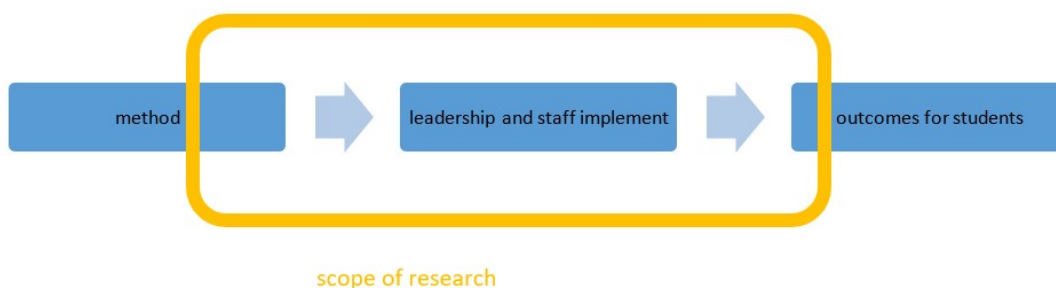 method
leadership and staff implement
outcomes for students
scope of research